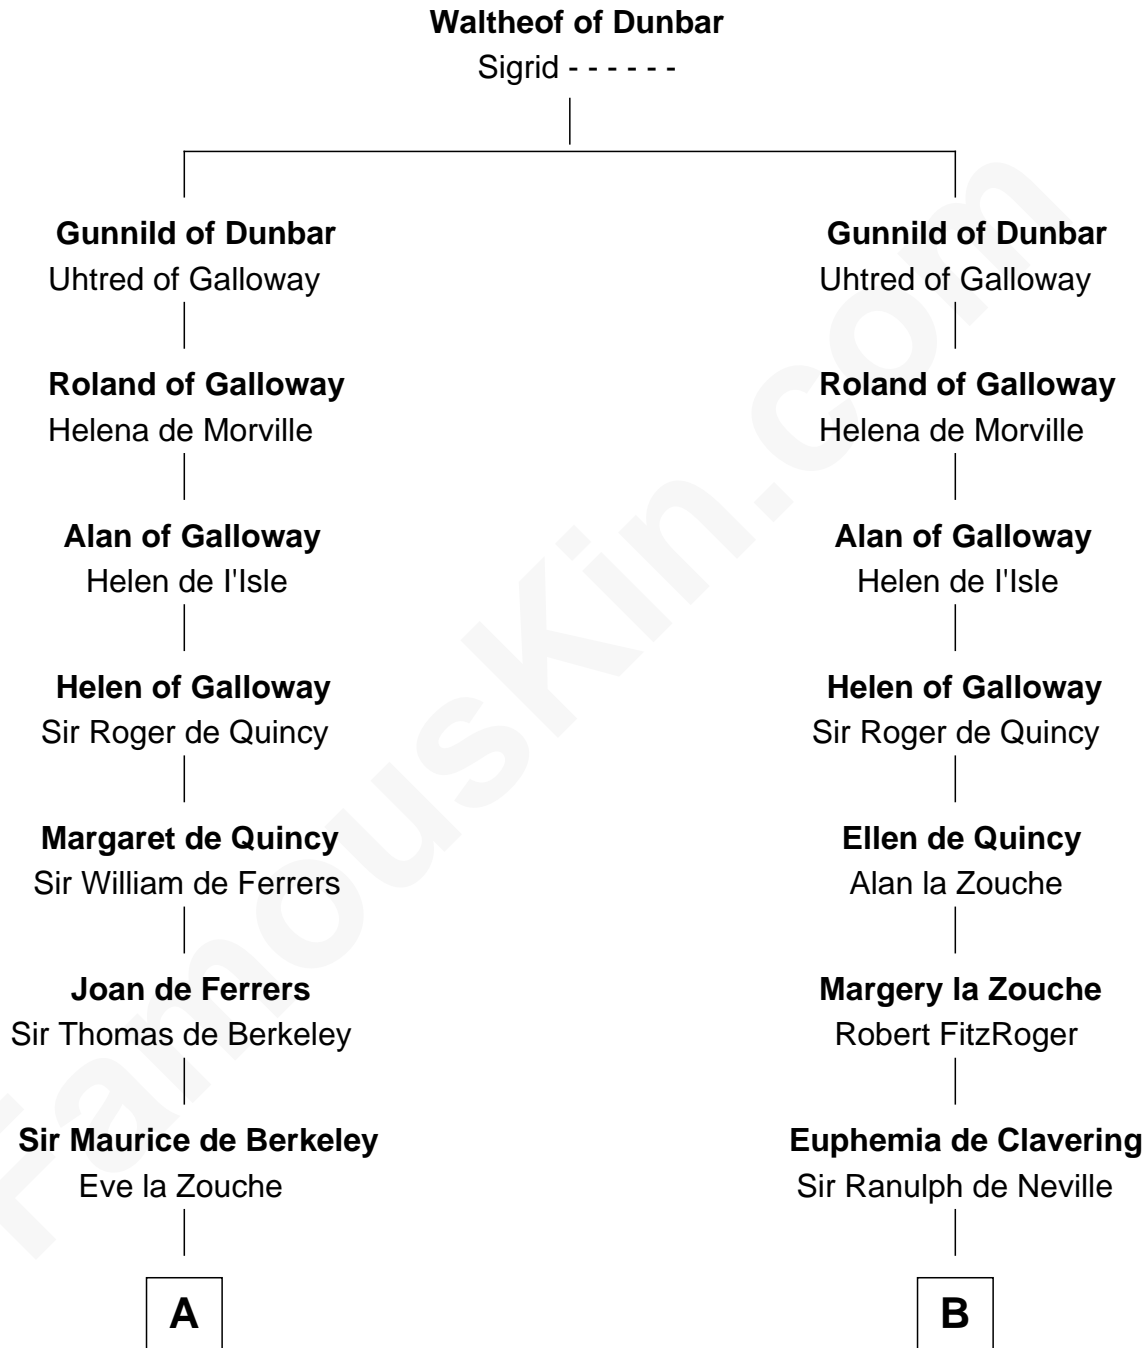 Waltheof of Dunbar
Sigrid - - - - - -
Gunnild of Dunbar
Uhtred of Galloway
Roland of Galloway
Helena de Morville
Alan of Galloway
Helen de I'Isle
Helen of Galloway
Sir Roger de Quincy
Margaret de Quincy
Sir William de Ferrers
Joan de Ferrers
Sir Thomas de Berkeley
Sir Maurice de Berkeley
Eve la Zouche
A
Gunnild of Dunbar
Uhtred of Galloway
Roland of Galloway
Helena de Morville
Alan of Galloway
Helen de I'Isle
Helen of Galloway
Sir Roger de Quincy
Ellen de Quincy
Alan la Zouche
Margery la Zouche
Robert FitzRoger
Euphemia de Clavering
Sir Ranulph de Neville
B
FamousKin.com